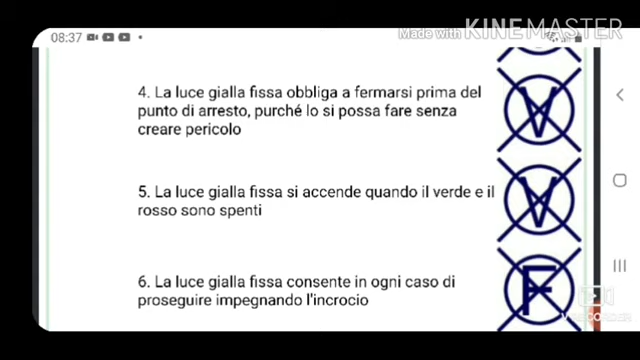 Made with KINEMASTER
08:37
4. La luce gialla fissa obbliga a fermarsi prima del
punto di arresto, purché lo si possa fare senza
creare pericolo
V
5. La luce gialla fissa si accende quando il verde e il
rosso sono spenti
V
6. La luce gialla fissa consente in ogni caso di
proseguire impegnando l'incrocio
F